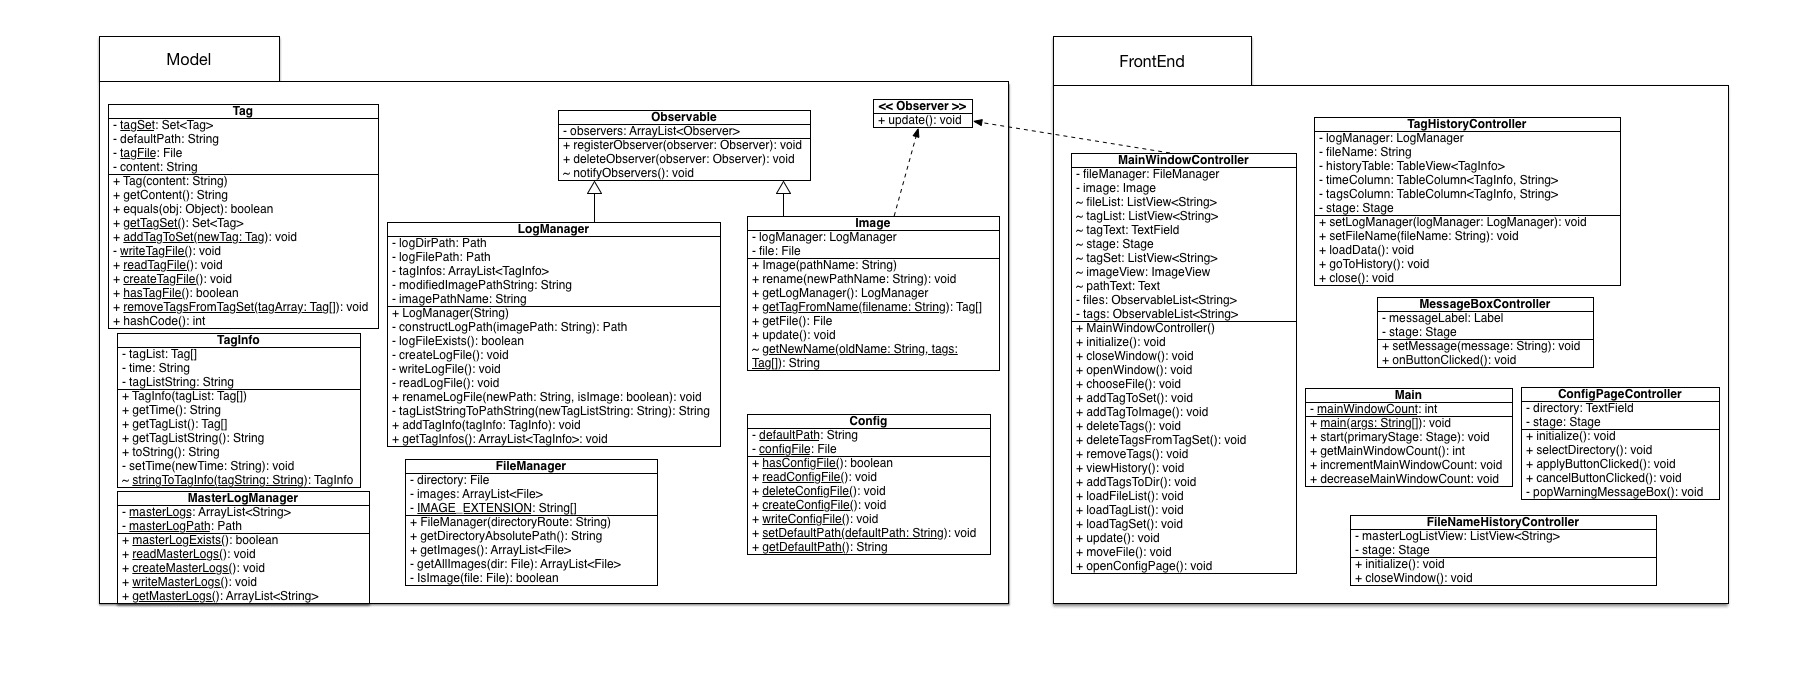 Model
Tag
- tagSet: Set<Tag>
- defaultPath: String
- tagFile: File
- content: String
+ Tag(content: String)
+ getContent(): String
+ equals(obj: Object): boolean
+ getTagSet(): Set<Tag>
+ addTagToSet(newTag: Tag): void
- writeTagFile(): void
+ readTagFile(): void
+ createTagFile(): void
+ hasTagFile(): boolean
+ removeTagsFromTagSet(tagArray: Tag[]): void
+ hashCode(): int
TagInfo
- tagList: Tag[]
- time: String
- tagListString: String
+ TagInfo(tagList: Tag[])
+ getTime(): String
+ getTagList(): Tag[]
+ getTagListString(): String
+ toString(): String
- setTime(newTime: String): void
~ stringToTagInfo(tagString: String): TagInfo
MasterLogManager
- masterLogs: ArrayList<String>
- masterLogPath: Path
+ masterLogExists(): boolean
+ readMasterLogs(): void
+ createMasterLogs(): void
+ writeMasterLogs(): void
+ getMasterLogs(): ArrayList<String>
Observable
- observers: ArrayList<Observer>
+ registerObserver(observer: Observer): void
+ deleteObserver(observer: Observer): void
~ notifyObservers(): void
LogManager
- logDirPath: Path
- logFilePath: Path
- tagInfos: ArrayList<TagInfo>
- modifiedImagePathString: String
- imagePathName: String
+ LogManager(String)
- constructLogPath(imagePath: String): Path
- logFileExists(): boolean
- createLogFile(): void
- writeLogFile(): void
- readLogFile(): void
+ renameLogFile(newPath: String, isImage: boolean): void
- tagListStringToPathString(newTagListString: String): String
+ addTagInfo(tagInfo: TagInfo): void
+ getTagInfos(): ArrayList<TagInfo>: void
FileManager
- directory: File
- images: ArrayList<File>
- IMAGE_EXTENSION: String[]
+ FileManager(directoryRoute: String)
+ getDirectoryAbsolutePath(): String
+ getImages(): ArrayList<File>
- getAllImages(dir: File): ArrayList<File>
- IsImage(file: File): boolean
<< Observer >>
+ update(): void
Image
- logManager: LogManager
- file: File
+ Image(pathName: String)
+ rename(newPathName: String): void
+ getLogManager(): LogManager
+ getTagFromName(filename: String): Tag[]
+ getFile(): File
+ update(): void
~ getNewName(oldName: String, tags:
Tag[]): String
Config
- defaultPath: String
- configFile: File
+ hasConfigFile(): boolean
+ readConfigFile(): void
+ deleteConfigFile(): void
+ createConfigFile(): void
+ writeConfigFile(): void
+ setDefaultPath(defaultPath: String): void
+ getDefaultPath(): String
FrontEnd
MainWindowController
- fileManager: FileManager
- image: Image
~ fileList: ListView<String>
~ tagList: ListView<String>
~ tagText: TextField
~ stage: Stage
~ tagSet: ListView<String>
~ imageView: ImageView
~ pathText: Text
- files: ObservableList<String>
- tags: ObservableList<String>
+ MainWindowController()
+ initialize(): void
+ closeWindow(): void
+ openWindow(): void
+ chooseFile(): void
+ addTagToSet(): void
+ addTagToImage(): void
+ deleteTags(): void
+ deleteTagsFromTagSet(): void
+ removeTags(): void
+ viewHistory(): void
+ addTagsToDir(): void
+ loadFileList(): void
+ loadTagList(): void
+ loadTagSet(): void
+ update(): void
+ moveFile(): void
+ openConfigPage(): void
TagHistoryController
- logManager: LogManager
- fileName: String
- historyTable: TableView<TagInfo>
- timeColumn: TableColumn<TagInfo, String>
- tagsColumn: TableColumn<TagInfo, String>
- stage: Stage
+ setLogManager(logManager: LogManager): void
+ setFileName(fileName: String): void
+ loadData(): void
+ goToHistory(): void
+ close(): void
MessageBoxController
- messageLabel: Label
- stage: Stage
+ setMessage(message: String): void
+ onButtonClicked(): void
Main
- mainWindowCount: int
+ main(args: String[]): void
+ start(primaryStage: Stage): void
+ getMainWindowCount(): int
+ incrementMainWindowCount: void
+ decreaseMainWindowCount: void
ConfigPageController
- directory: TextField
- stage: Stage
+ initialize(): void
+ selectDirectory(): void
+ applyButtonClicked(): void
+ cancelButtonClicked(): void
- popWarningMessageBox(): void
FileNameHistoryController
- masterLogListView: ListView<String>
- stage: Stage
+ initialize(): void
+ closeWindow(): void